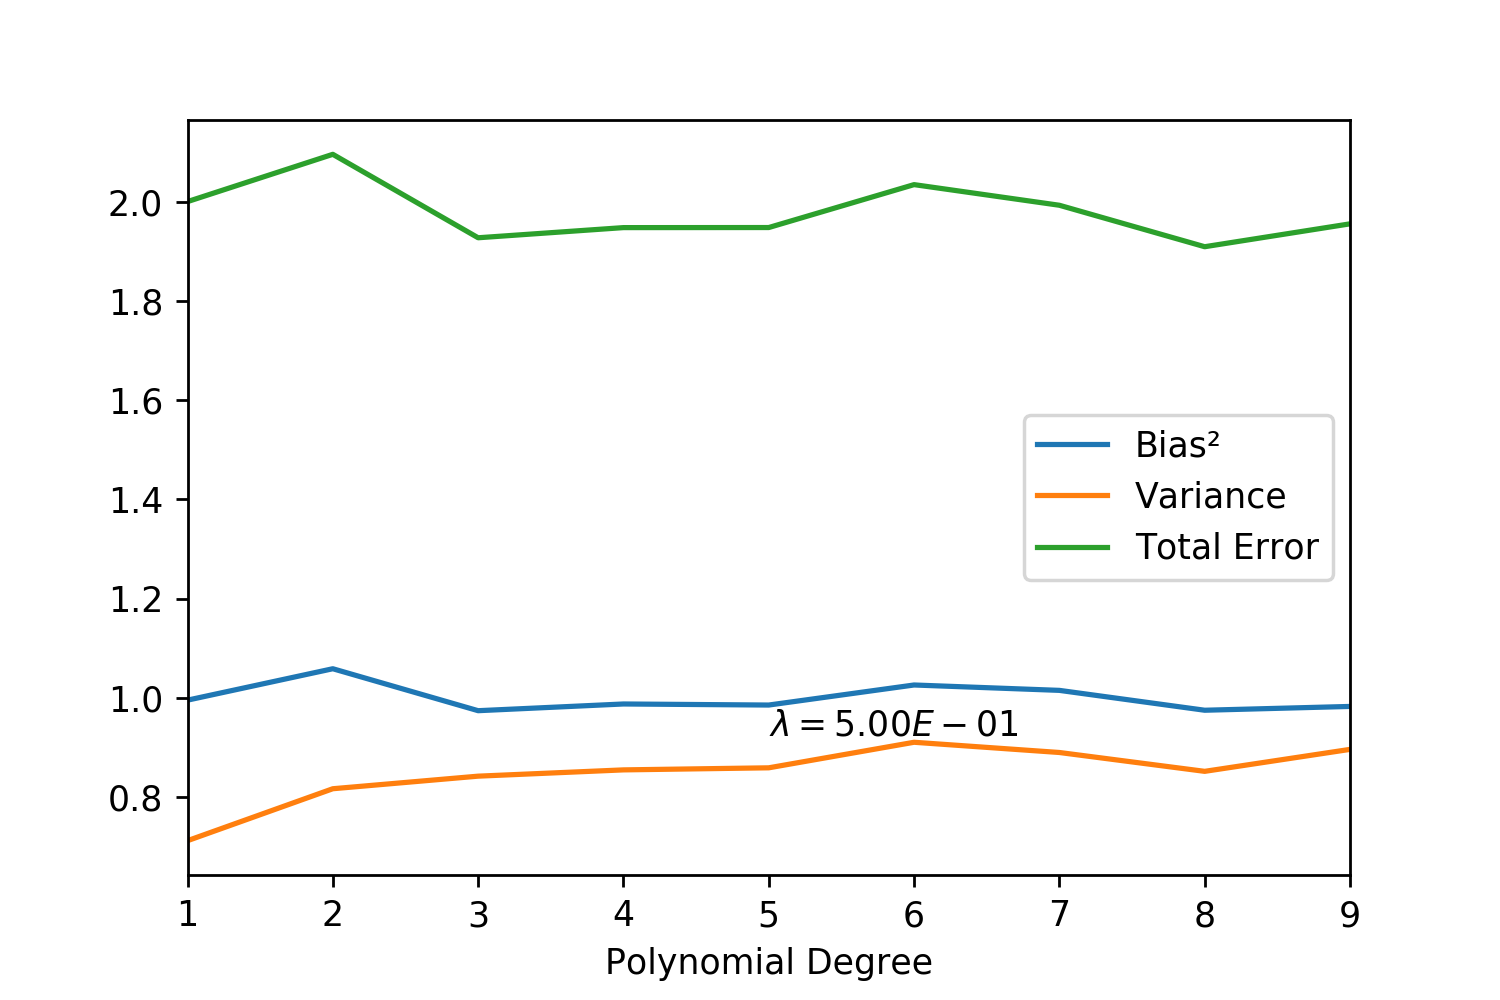 2.0
1.8
1.6
1.4
1.2
1.0
0.8
Bias²
Variance
Total Error
λ = 5.00E − 01
1 2 3 4 5 6 7 8 9
Polynomial Degree